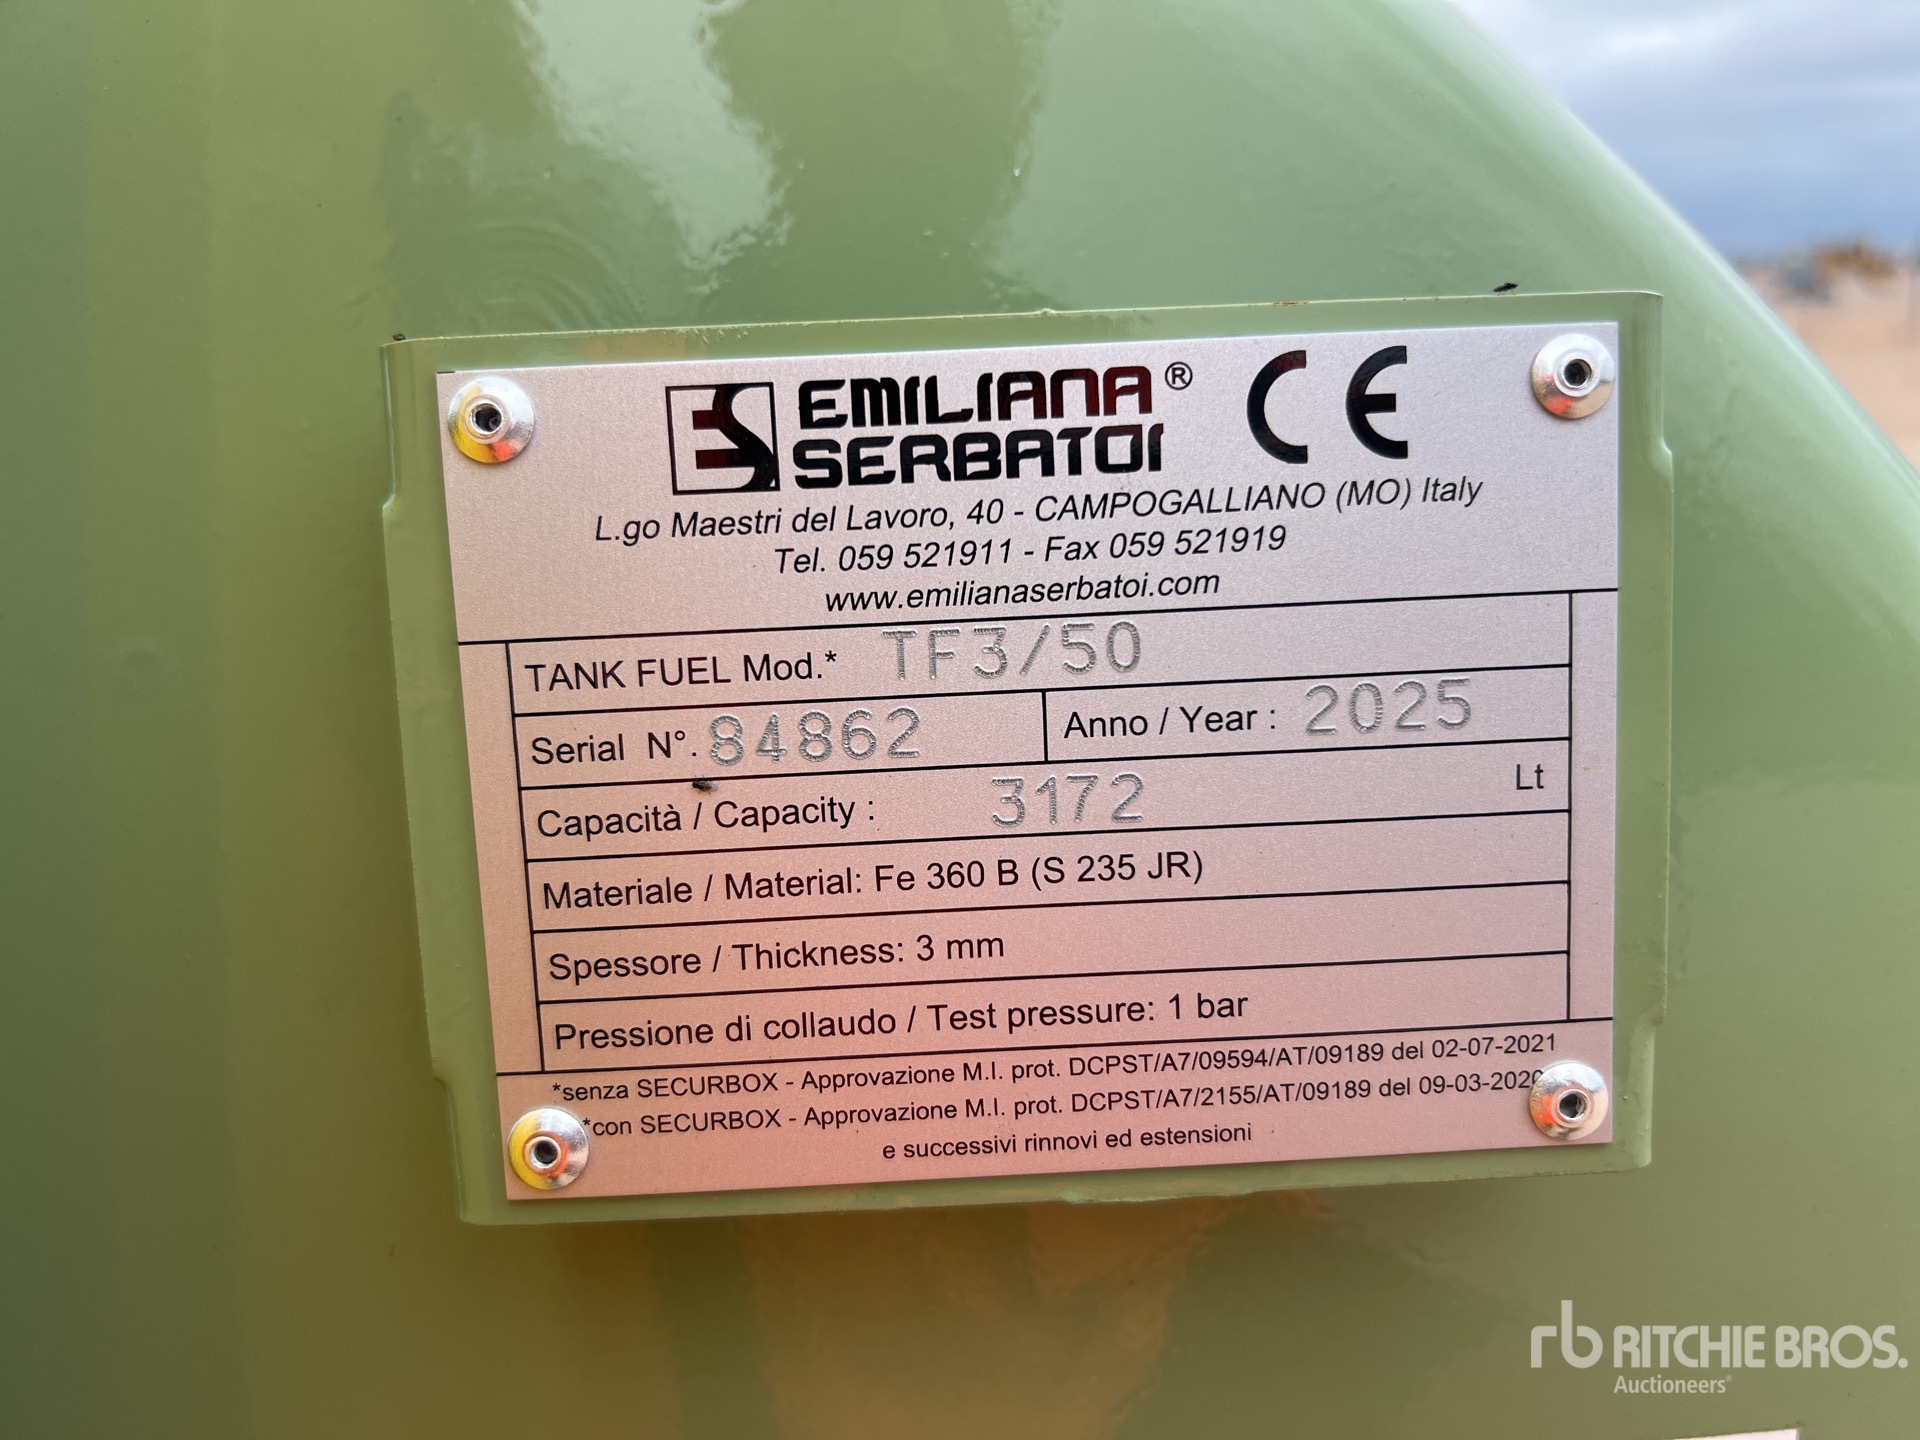 ES EMILIANA® CE
SERBATOI
L.go Maestri del Lavoro, 40 - CAMPOGALLIANO (MO) Italy
Tel. 059 521911 - Fax 059 521919
www.emilianaserbatoi.com
TANK FUEL Mod.* TF3/50
Serial N°. 84862 Anno / Year : 2025
Capacità / Capacity : 3172 Lt
Materiale / Material: Fe 360 B (S 235 JR)
Spessore / Thickness: 3 mm
Pressione di collaudo / Test pressure: 1 bar
*senza SECURBOX - Approvazione M.I. prot. DCPST/A7/09594/AT/09189 del 02-07-2021
*con SECURBOX - Approvazione M.I. prot. DCPST/A7/2155/AT/09189 del 09-03-2020
e successivi rinnovi ed estensioni
rb RITCHIE BROS.
Auctioneers®